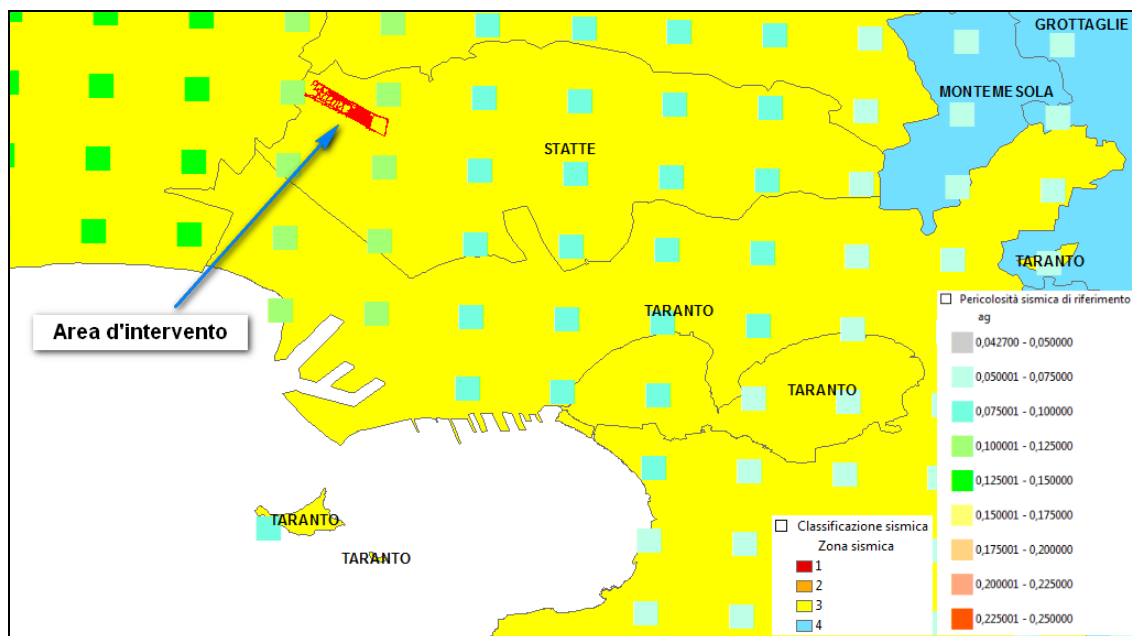 GROTTAGLIE
MONTEMESOLA
STATTE
TARANTO
Area d'intervento
TARANTO
TARANTO
TARANTO
TARANTO
Pericolosità sismica di riferimento
ag
0,042700 - 0,050000
0,050001 - 0,075000
0,075001 - 0,100000
0,100001 - 0,125000
0,125001 - 0,150000
0,150001 - 0,175000
0,175001 - 0,200000
0,200001 - 0,225000
0,225001 - 0,250000
Classificazione sismica
Zona sismica
1
2
3
4